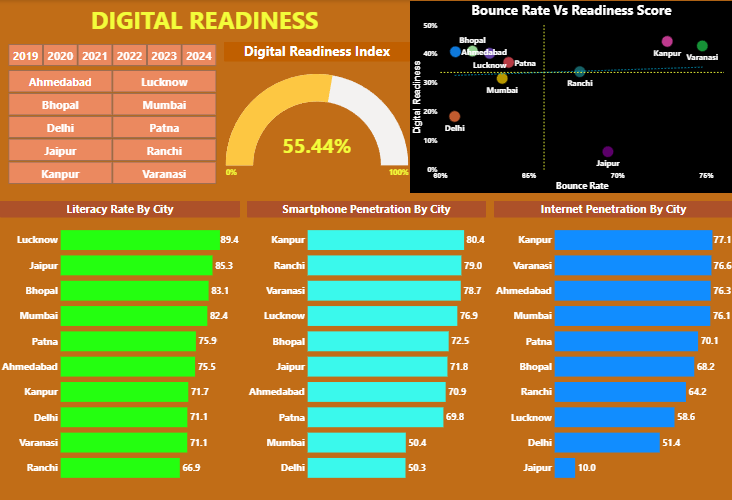 DIGITAL READINESS
2019 2020 2021 2022 2023 2024
Ahmedabad Lucknow
Bhopal Mumbai
Delhi Patna
Jaipur Ranchi
Kanpur Varanasi
Digital Readiness Index
55.44%
0% 100%
Bounce Rate Vs Readiness Score
Digital Readiness
50%
40%
30%
20%
10%
0%
Bhopal
Ahmedabad
Lucknow
Patna
Mumbai
Kanpur
Varanasi
Ranchi
Delhi
Jaipur
60% 65% 70% 76%
Bounce Rate
Literacy Rate By City
Lucknow 89.4
Jaipur 85.3
Bhopal 83.1
Mumbai 82.4
Patna 75.9
Ahmedabad 75.5
Kanpur 71.7
Delhi 71.1
Varanasi 71.1
Ranchi 66.9
Smartphone Penetration By City
Kanpur 80.4
Ranchi 79.0
Varanasi 78.7
Lucknow 76.9
Bhopal 72.5
Jaipur 71.8
Ahmedabad 70.9
Patna 69.8
Mumbai 50.4
Delhi 50.3
Internet Penetration By City
Kanpur 77.1
Varanasi 76.6
Ahmedabad 76.3
Mumbai 76.1
Patna 70.1
Bhopal 68.2
Ranchi 64.2
Lucknow 58.6
Delhi 51.4
Jaipur 10.0